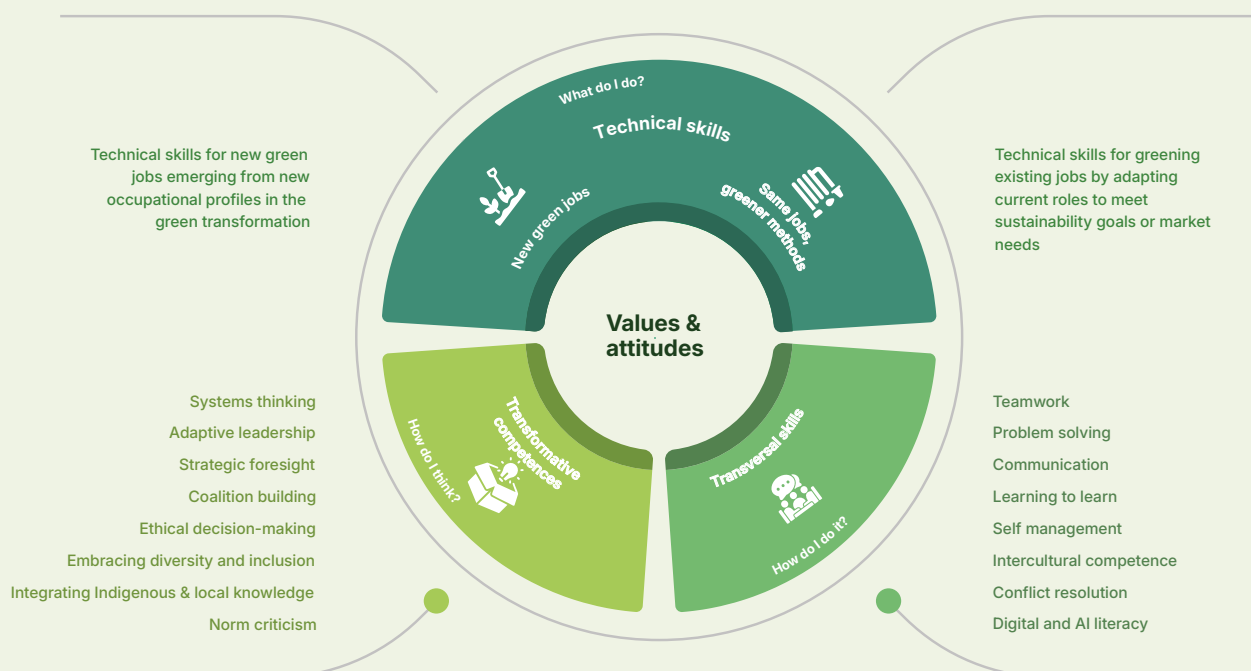 What do I do?
Technical skills
New green jobs
Same jobs,
greener methods
Technical skills for new green
jobs emerging from new
occupational profiles in the
green transformation
Technical skills for greening
existing jobs by adapting
current roles to meet
sustainability goals or market
needs
Values &
attitudes
How do I think?
Transformative
competences
Systems thinking
Adaptive leadership
Strategic foresight
Coalition building
Ethical decision-making
Embracing diversity and inclusion
Integrating Indigenous & local knowledge
Norm criticism
Transversal skills
How do I do it?
Teamwork
Problem solving
Communication
Learning to learn
Self management
Intercultural competence
Conflict resolution
Digital and AI literacy